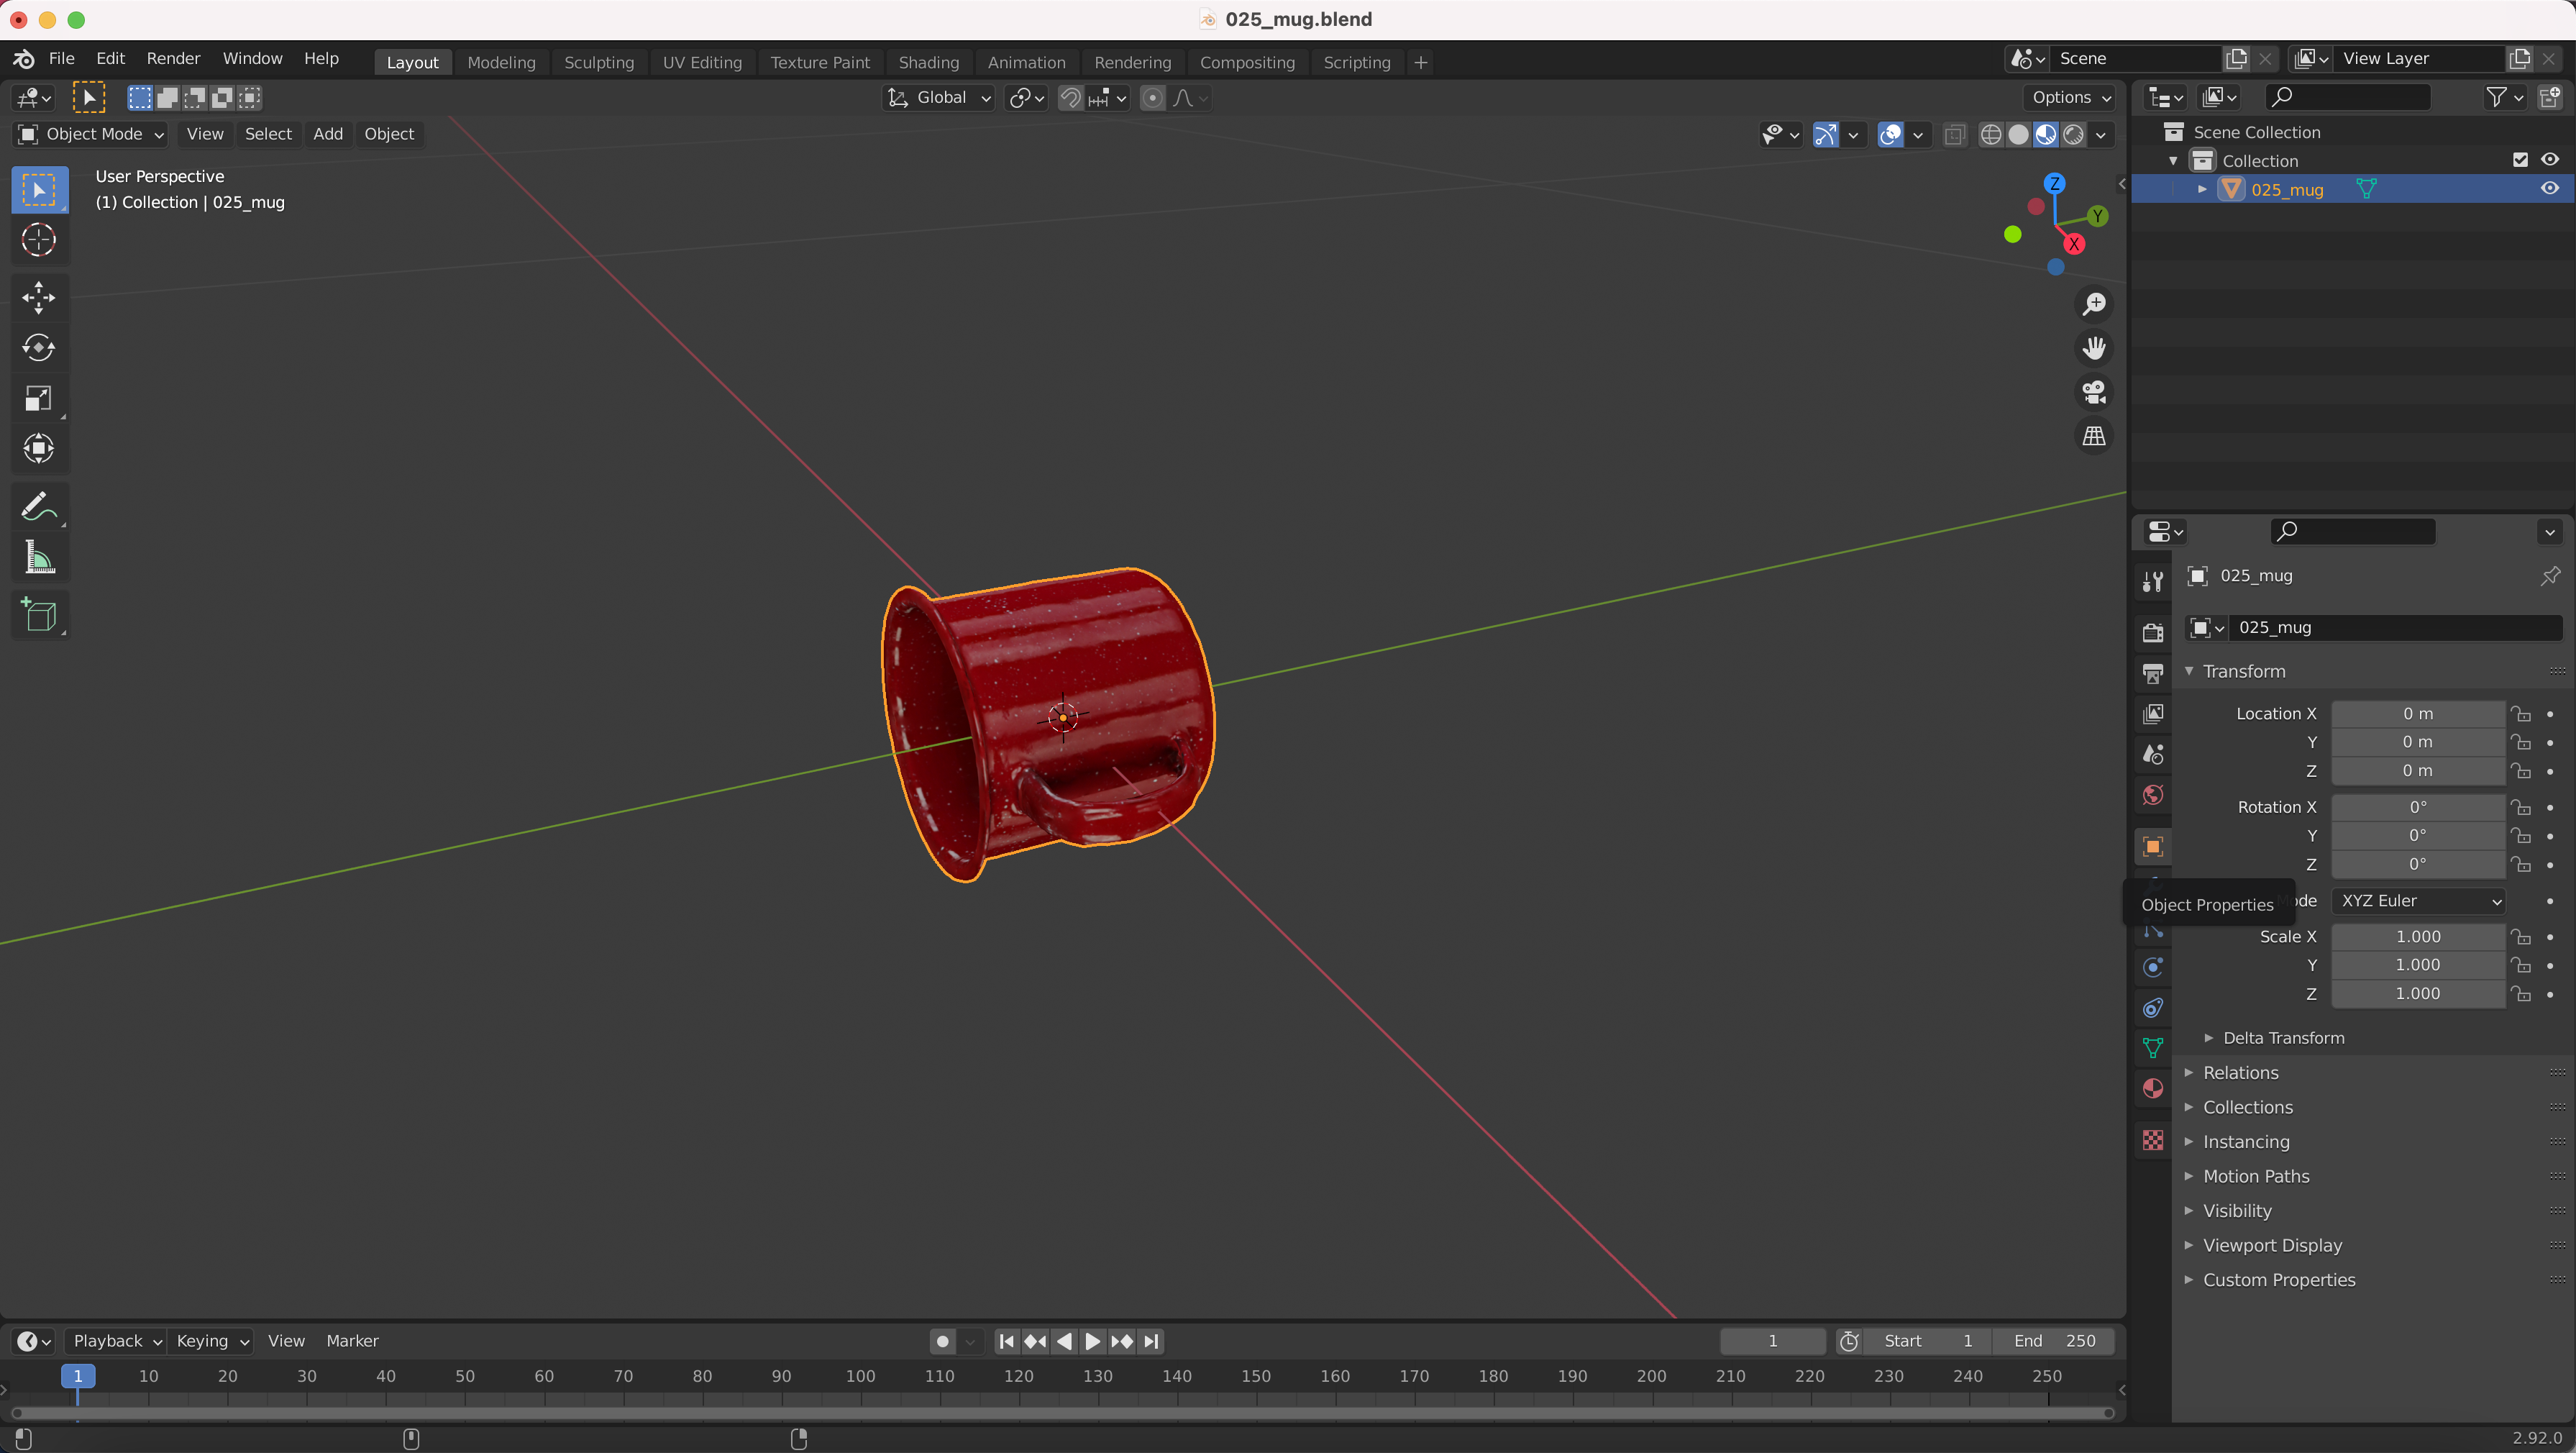 025_mug.blend
File Edit Render Window Help Layout Modeling Sculpting UV Editing Texture Paint Shading Animation Rendering Compositing Scripting + Scene View Layer
Global Options
Object Mode View Select Add Object
User Perspective
(1) Collection | 025_mug
Z
Y
X
Scene Collection
Collection
025_mug
025_mug
025_mug
Transform
Location X 0 m
Y 0 m
Z 0 m
Rotation X 0°
Y 0°
Z 0°
Object Properties
ode XYZ Euler
Scale X 1.000
Y 1.000
Z 1.000
Delta Transform
Relations
Collections
Instancing
Motion Paths
Visibility
Viewport Display
Custom Properties
Playback Keying View Marker 1 Start 1 End 250
1 10 20 30 40 50 60 70 80 90 100 110 120 130 140 150 160 170 180 190 200 210 220 230 240 250
2.92.0